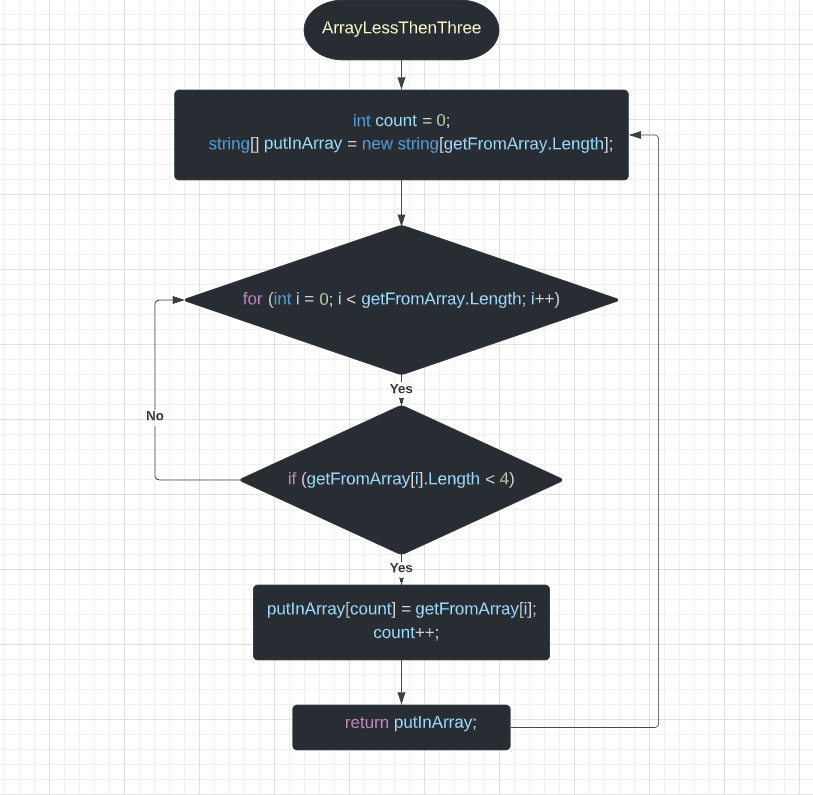 ArrayLessThenThree
int count = 0;
string[] putInArray = new string[getFromArray.Length];
for (int i = 0; i < getFromArray.Length; i++)
Yes
No
if (getFromArray[i].Length < 4)
Yes
putInArray[count] = getFromArray[i];
count++;
return putInArray;